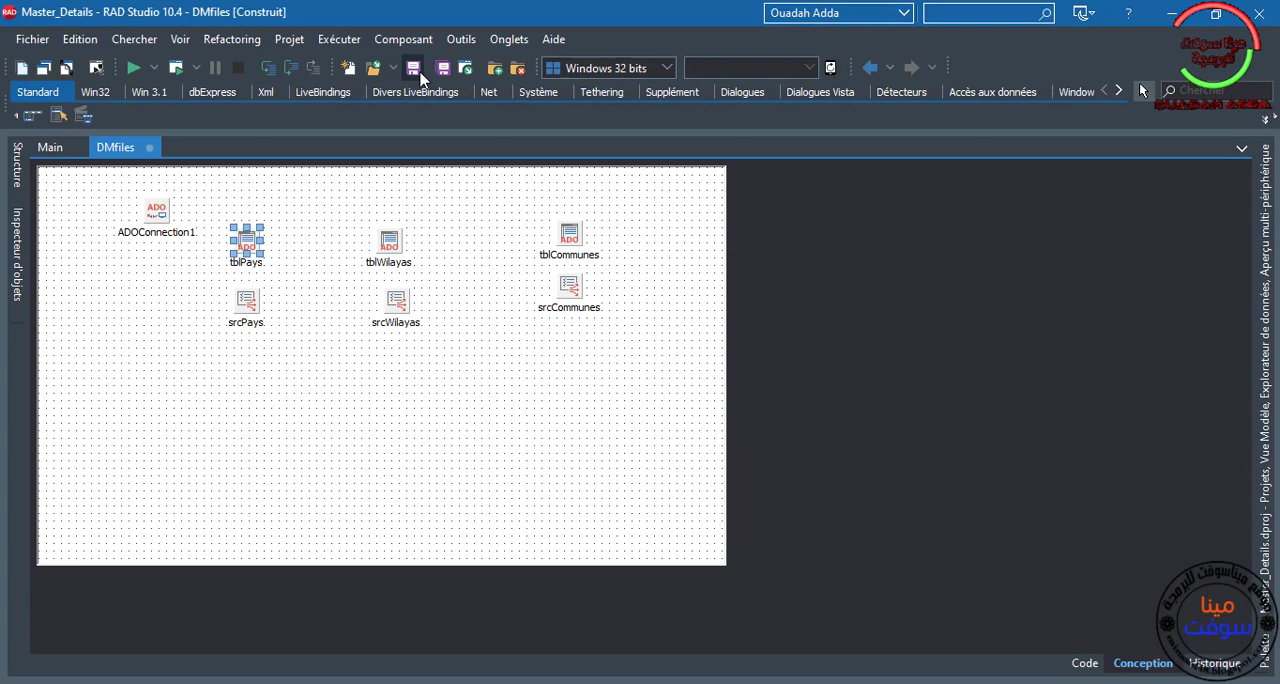 Master_Details - RAD Studio 10.4 - DMfiles [Construit]
Ouadah Adda
Fichier Edition Chercher Voir Refactoring Projet Exécuter Composant Outils Onglets Aide
Windows 32 bits
Standard Win32 Win 3.1 dbExpress Xml LiveBindings Divers LiveBindings Net Système Tethering Supplément Dialogues Dialogues Vista Détecteurs Accès aux données Window
Chercher
Main DMfiles
Structure
Inspecteur d'objets
ADOConnection1
tblPays
tblWilayas
tblCommunes
srcPays
srcWilayas
srcCommunes
Palette
Master_Details.dproj - Projets, Vue Modèle, Explorateur de données, Aperçu multi-périphérique
مينا
سوفت
Code Conception Historique